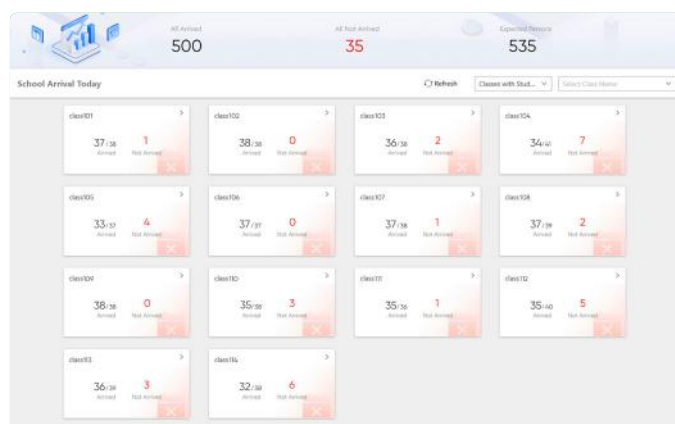 All Arrived All Not Arrived Expected Persons
500 35 535
School Arrival Today Refresh Classes with Stud... Select Class Name
class101 class102 class103 class104
37/38 1 38/38 0 36/38 2 34/41 7
Arrived Not Arrived Arrived Not Arrived Arrived Not Arrived Arrived Not Arrived
class105 class106 class107 class108
33/37 4 37/37 0 37/38 1 37/39 2
Arrived Not Arrived Arrived Not Arrived Arrived Not Arrived Arrived Not Arrived
class109 class110 class111 class112
38/38 0 35/38 3 35/36 1 35/40 5
Arrived Not Arrived Arrived Not Arrived Arrived Not Arrived Arrived Not Arrived
class113 class114
36/39 3 32/38 6
Arrived Not Arrived Arrived Not Arrived